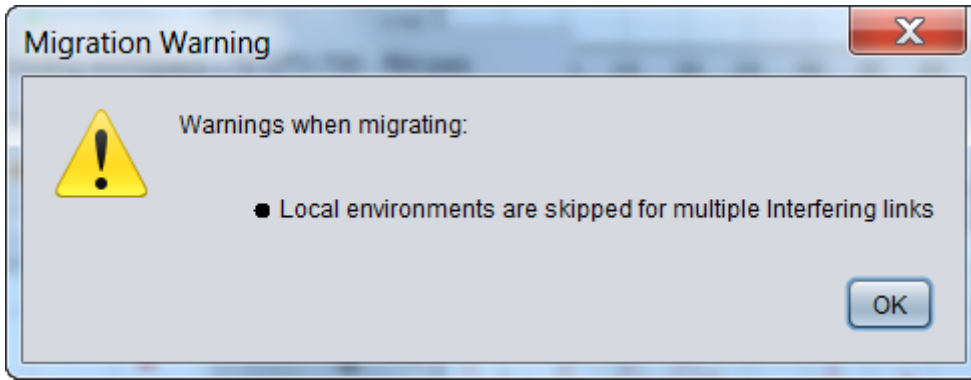 Migration Warning
Warnings when migrating:
● Local environments are skipped for multiple Interfering links
OK